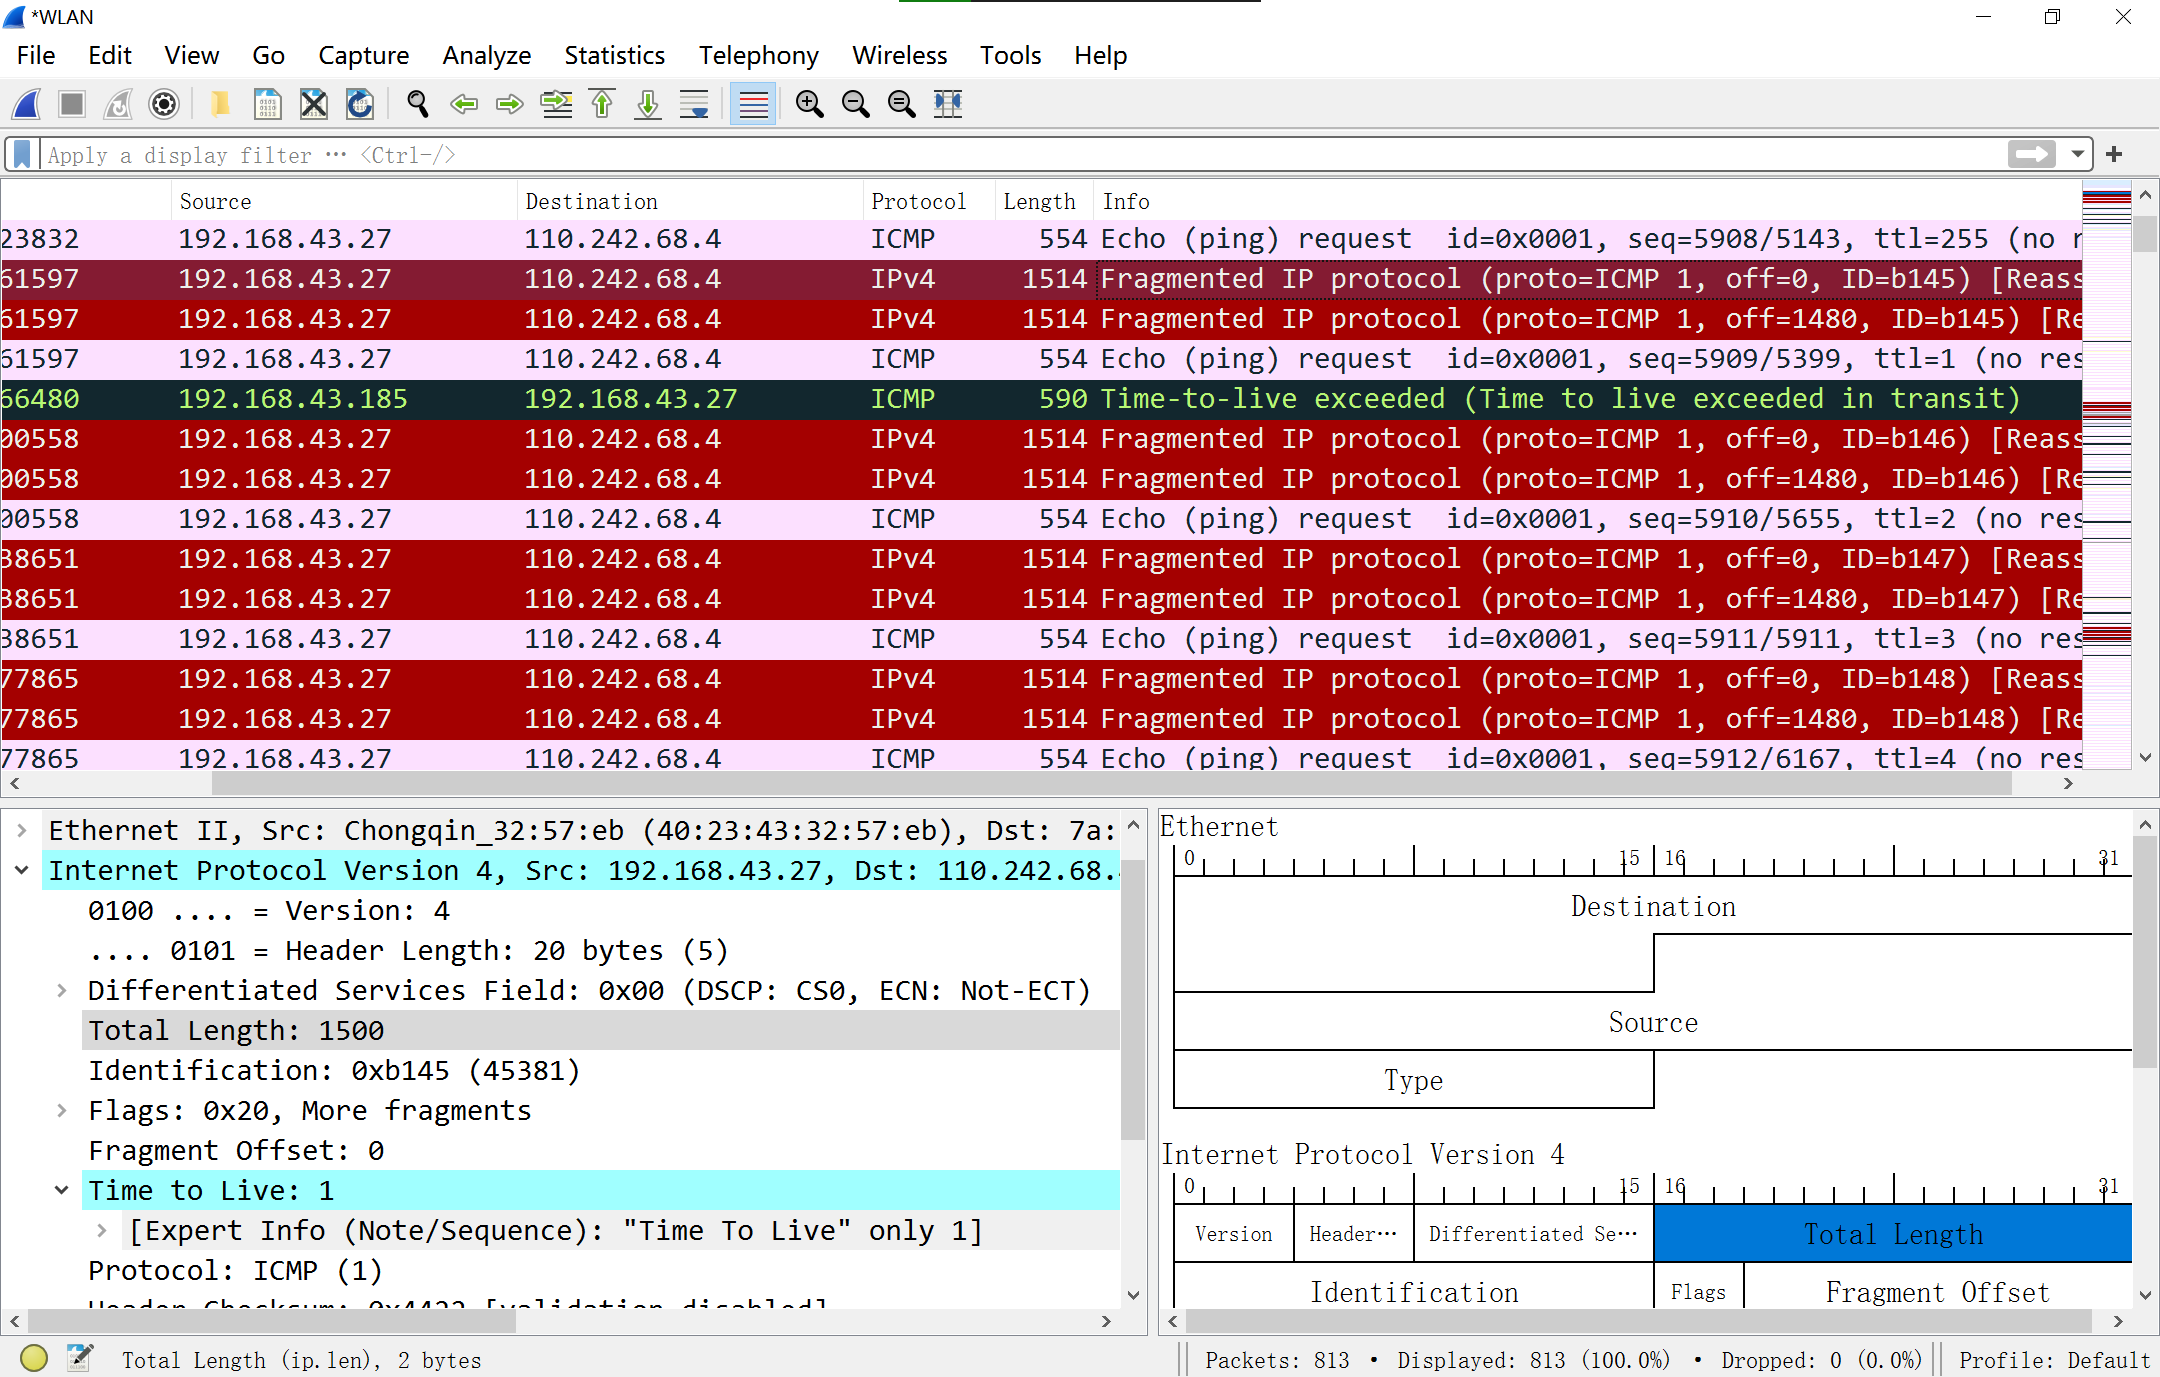 *WLAN
File Edit View Go Capture Analyze Statistics Telephony Wireless Tools Help
Apply a display filter ··· <Ctrl-/>
Source Destination Protocol Length Info
23832 192.168.43.27 110.242.68.4 ICMP 554 Echo (ping) request id=0x0001, seq=5908/5143, ttl=255 (no r
61597 192.168.43.27 110.242.68.4 IPv4 1514 Fragmented IP protocol (proto=ICMP 1, off=0, ID=b145) [Reass
61597 192.168.43.27 110.242.68.4 IPv4 1514 Fragmented IP protocol (proto=ICMP 1, off=1480, ID=b145) [Re
61597 192.168.43.27 110.242.68.4 ICMP 554 Echo (ping) request id=0x0001, seq=5909/5399, ttl=1 (no res
66480 192.168.43.185 192.168.43.27 ICMP 590 Time-to-live exceeded (Time to live exceeded in transit)
00558 192.168.43.27 110.242.68.4 IPv4 1514 Fragmented IP protocol (proto=ICMP 1, off=0, ID=b146) [Reass
00558 192.168.43.27 110.242.68.4 IPv4 1514 Fragmented IP protocol (proto=ICMP 1, off=1480, ID=b146) [Re
00558 192.168.43.27 110.242.68.4 ICMP 554 Echo (ping) request id=0x0001, seq=5910/5655, ttl=2 (no res
38651 192.168.43.27 110.242.68.4 IPv4 1514 Fragmented IP protocol (proto=ICMP 1, off=0, ID=b147) [Reass
38651 192.168.43.27 110.242.68.4 IPv4 1514 Fragmented IP protocol (proto=ICMP 1, off=1480, ID=b147) [Re
38651 192.168.43.27 110.242.68.4 ICMP 554 Echo (ping) request id=0x0001, seq=5911/5911, ttl=3 (no res
77865 192.168.43.27 110.242.68.4 IPv4 1514 Fragmented IP protocol (proto=ICMP 1, off=0, ID=b148) [Reass
77865 192.168.43.27 110.242.68.4 IPv4 1514 Fragmented IP protocol (proto=ICMP 1, off=1480, ID=b148) [Re
77865 192.168.43.27 110.242.68.4 ICMP 554 Echo (ping) request id=0x0001, seq=5912/6167, ttl=4 (no res
Ethernet II, Src: Chongqin_32:57:eb (40:23:43:32:57:eb), Dst: 7a:
Internet Protocol Version 4, Src: 192.168.43.27, Dst: 110.242.68.
0100 .... = Version: 4
.... 0101 = Header Length: 20 bytes (5)
Differentiated Services Field: 0x00 (DSCP: CS0, ECN: Not-ECT)
Total Length: 1500
Identification: 0xb145 (45381)
Flags: 0x20, More fragments
Fragment Offset: 0
Time to Live: 1
[Expert Info (Note/Sequence): "Time To Live" only 1]
Protocol: ICMP (1)
Header Checksum: 0x4422 [validation disabled]
Ethernet
0 15 16 31
Destination
Source
Type
Internet Protocol Version 4
0 15 16 31
Version Header··· Differentiated Se··· Total Length
Identification Flags Fragment Offset
Total Length (ip.len), 2 bytes
Packets: 813 · Displayed: 813 (100.0%) · Dropped: 0 (0.0%) Profile: Default